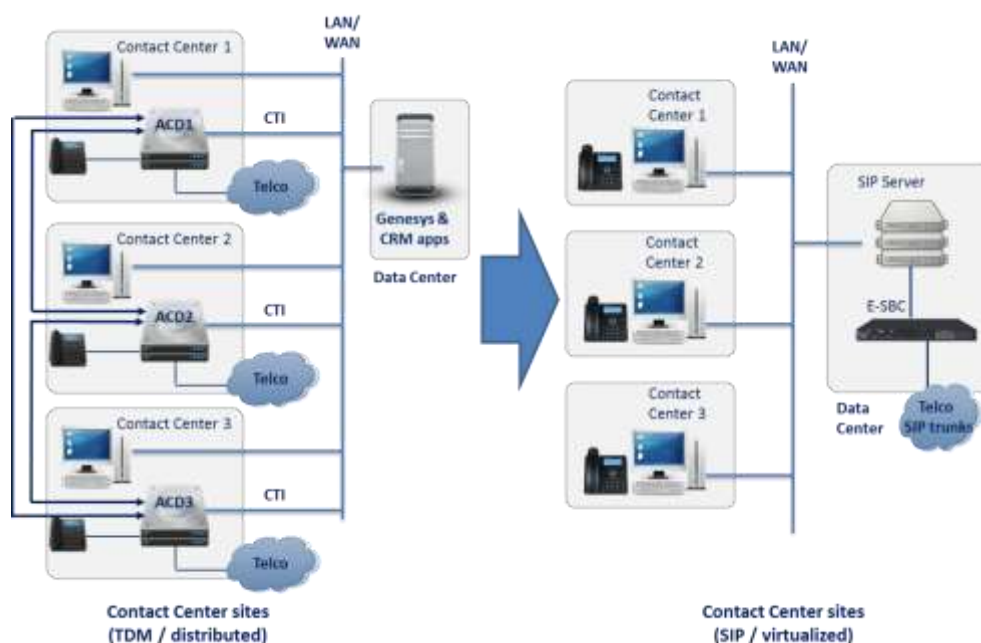 Contact Center 1
ACD1
CTI
Telco
Contact Center 2
ACD2
CTI
Telco
Contact Center 3
ACD3
CTI
Telco
Contact Center sites
(TDM / distributed)
LAN/
WAN
Genesys &
CRM apps
Data Center
Contact
Center 1
Contact
Center 2
Contact
Center 3
LAN/
WAN
SIP Server
E-SBC
Data
Center
Telco
SIP trunks
Contact Center sites
(SIP / virtualized)